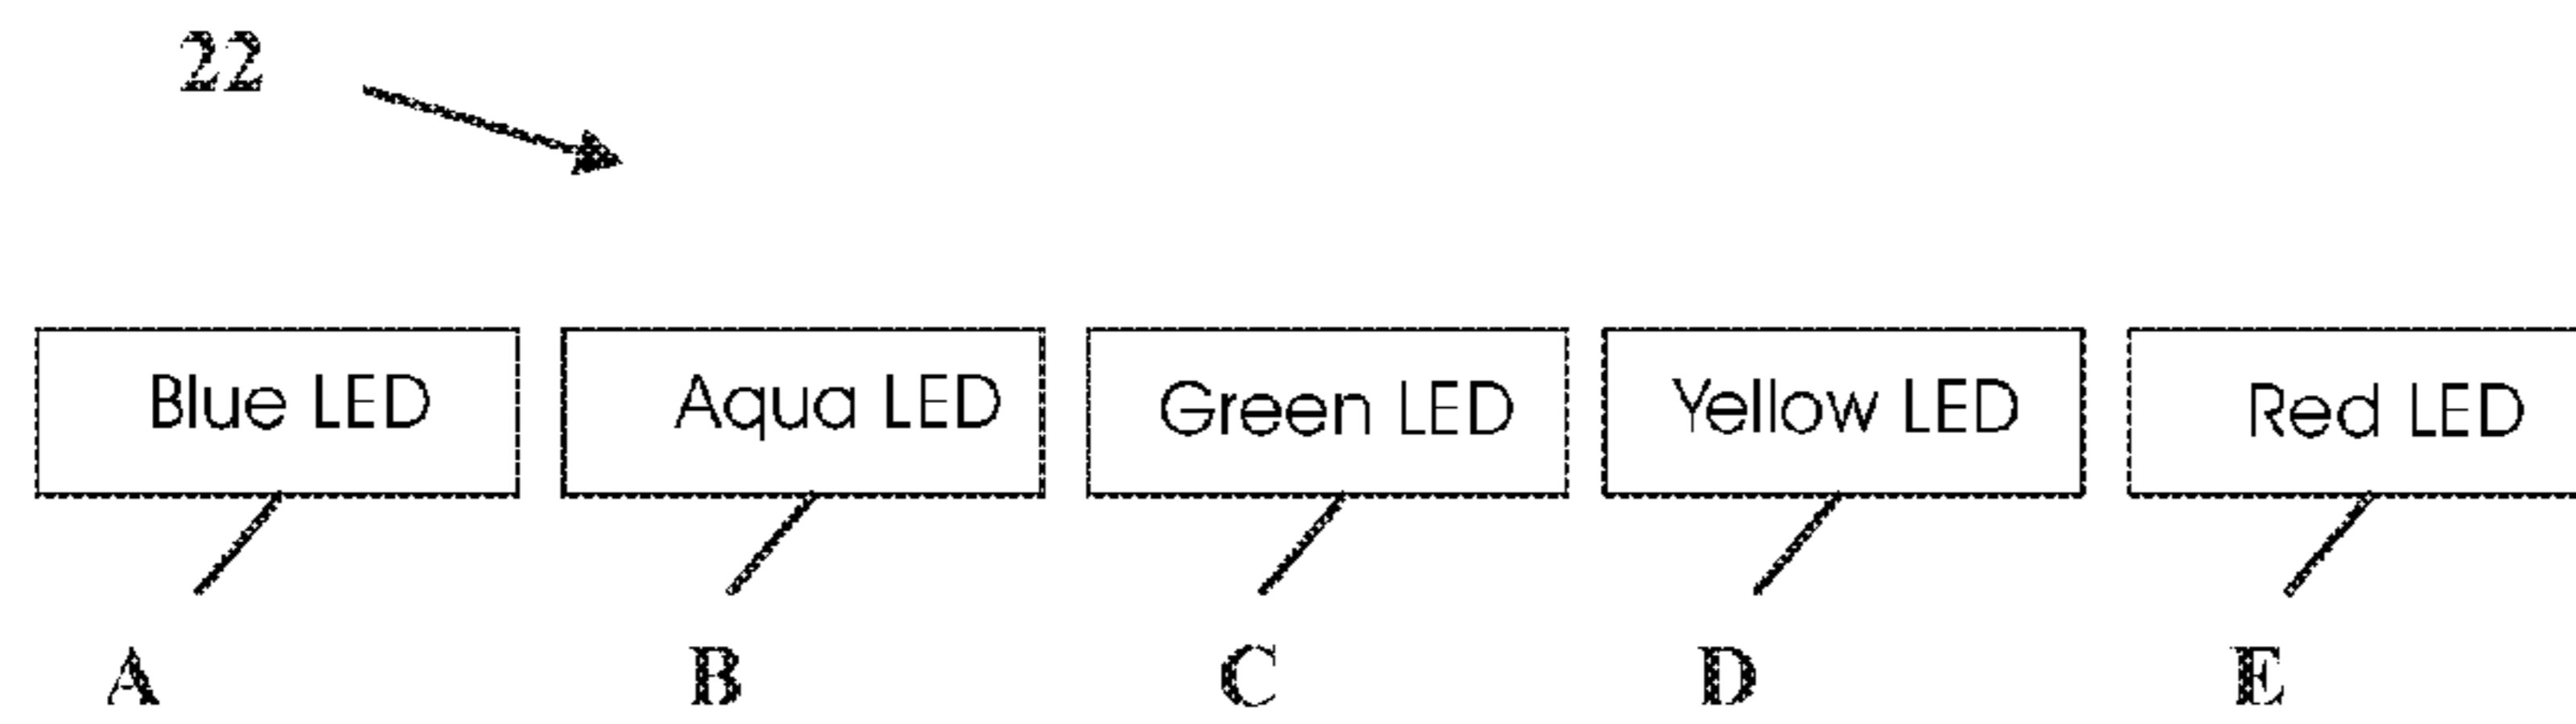 22
Blue LED Aqua LED Green LED Yellow LED Red LED
A B C D E